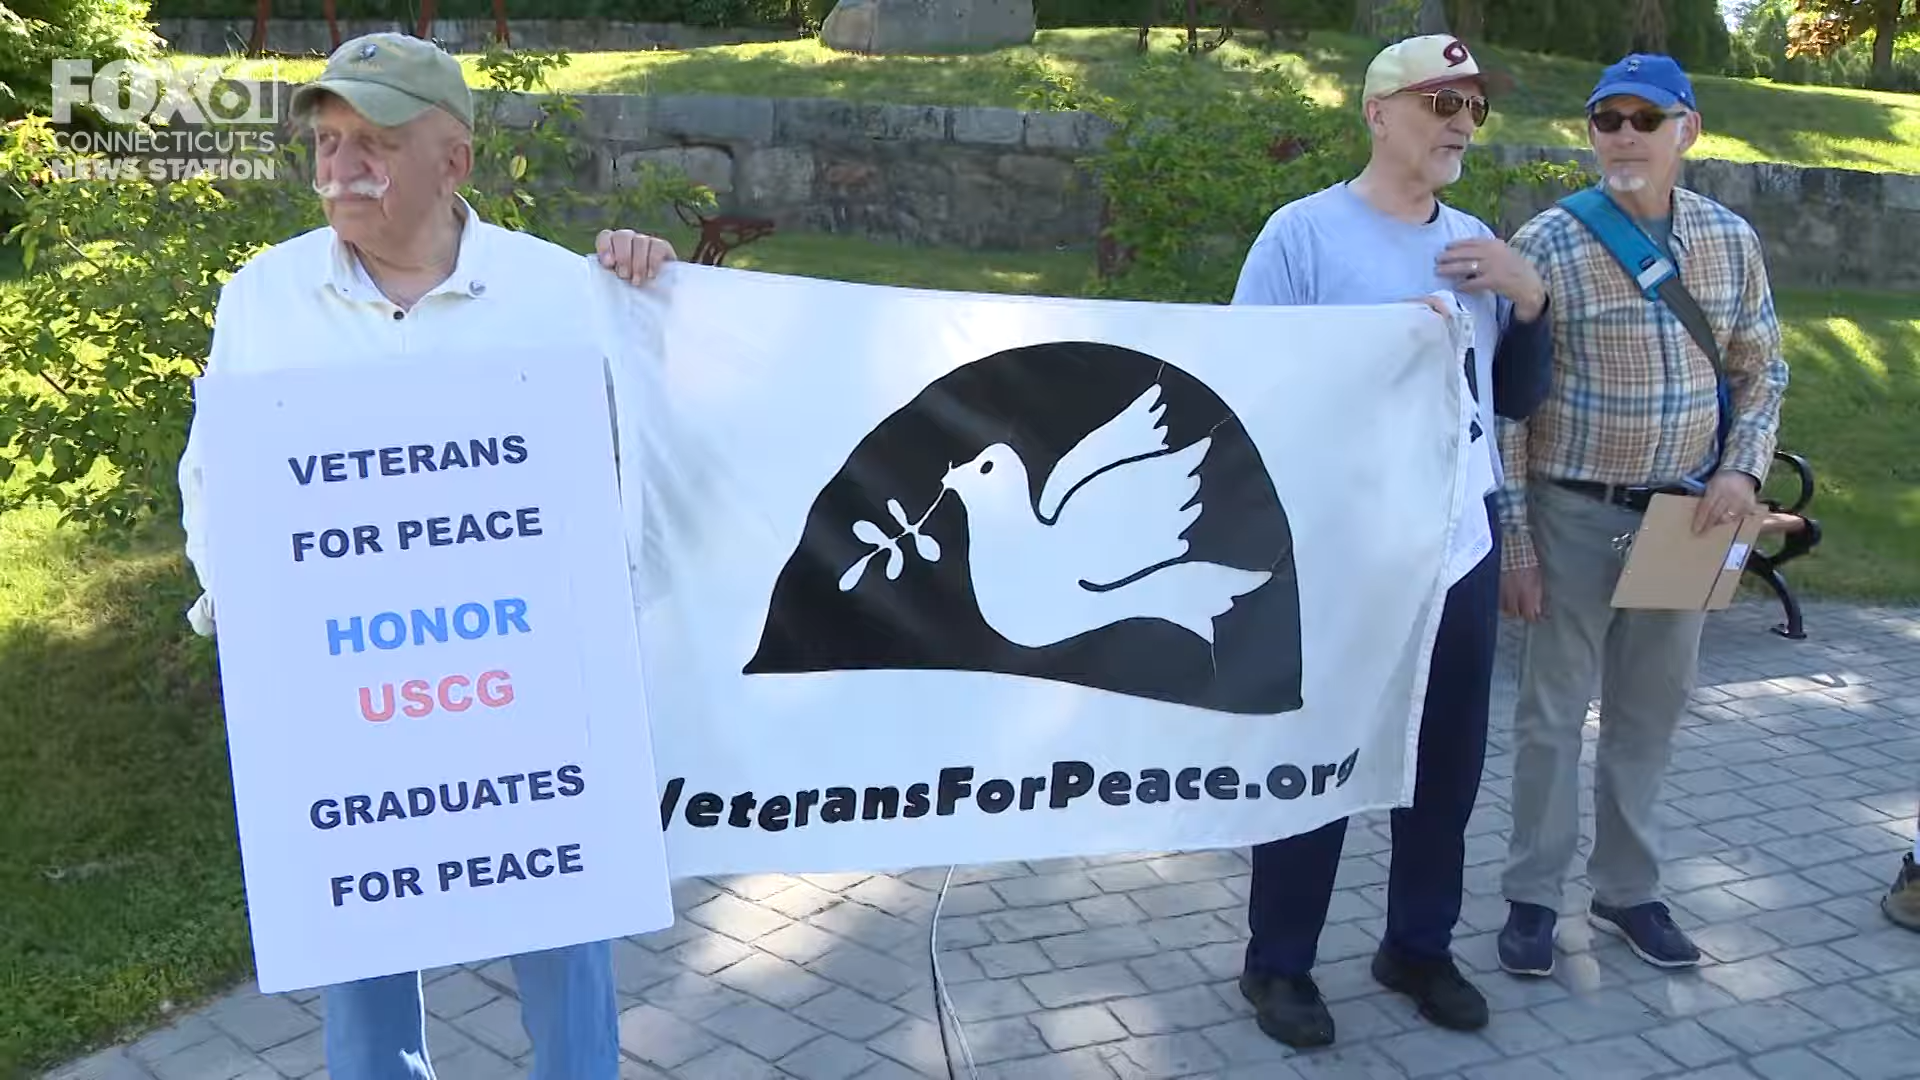 FOX61
CONNECTICUT'S
NEWS STATION
VETERANS
FOR PEACE
HONOR
USCG
GRADUATES
FOR PEACE
VeteransForPeace.org